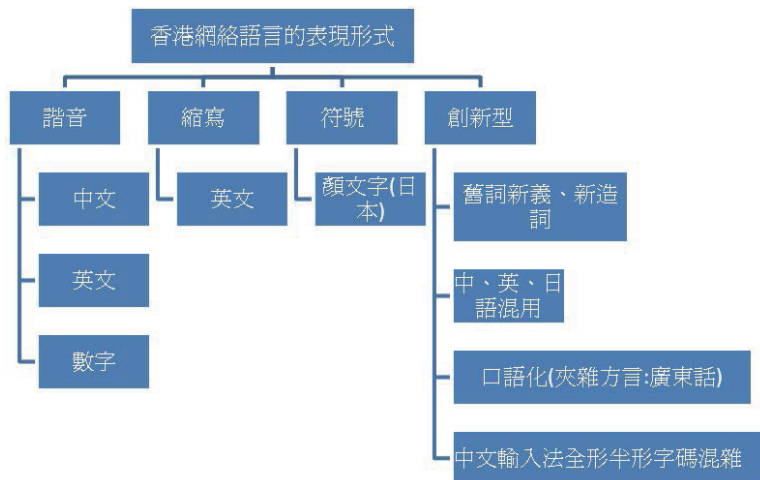 香港網絡語言的表現形式
諧音
縮寫
符號
創新型
中文
英文
數字
英文
顏文字(日
本)
舊詞新義、新造
詞
中、英、日
語混用
口語化(夾雜方言:廣東話)
中文輸入法全形半形字碼混雜